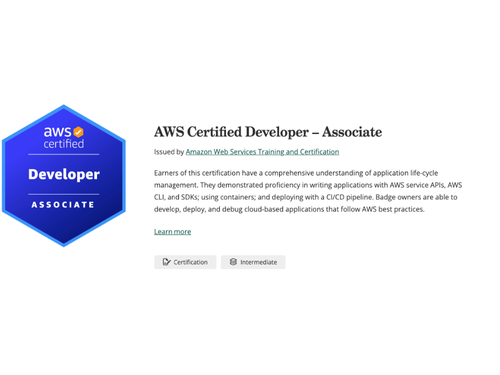 aws
certified
Developer
ASSOCIATE
AWS Certified Developer – Associate
Issued by Amazon Web Services Training and Certification
Earners of this certification have a comprehensive understanding of application life-cycle
management. They demonstrated proficiency in writing applications with AWS service APIs, AWS
CLI, and SDKs; using containers; and deploying with a CI/CD pipeline. Badge owners are able to
develop, deploy, and debug cloud-based applications that follow AWS best practices.
Learn more
Certification
Intermediate